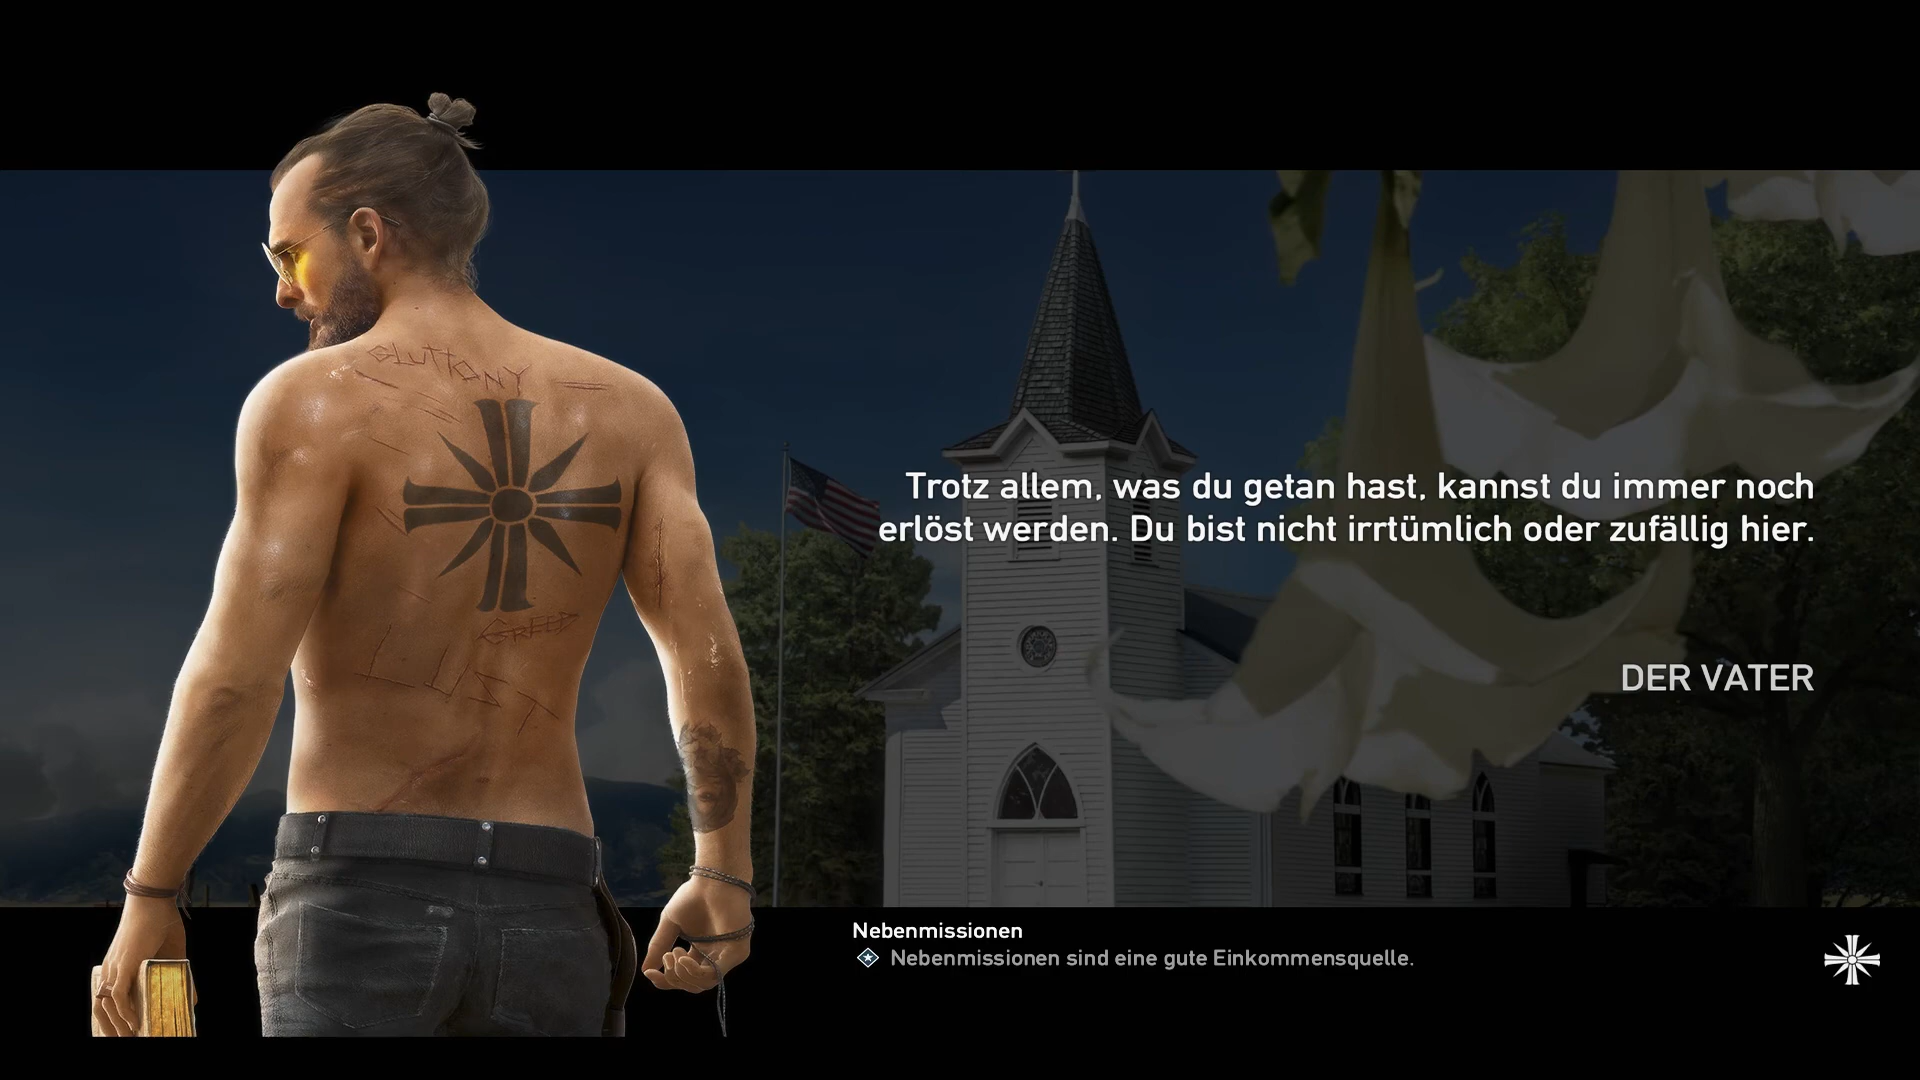 GLUTTONY
GREED
LUST
Trotz allem, was du getan hast, kannst du immer noch
erlöst werden. Du bist nicht irrtümlich oder zufällig hier.
DER VATER
Nebenmissionen
Nebenmissionen sind eine gute Einkommensquelle.